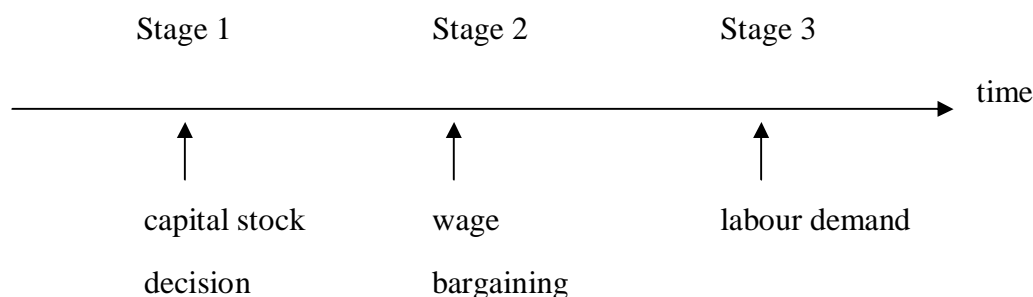 Stage 1 Stage 2 Stage 3
time
capital stock wage labour demand
decision bargaining